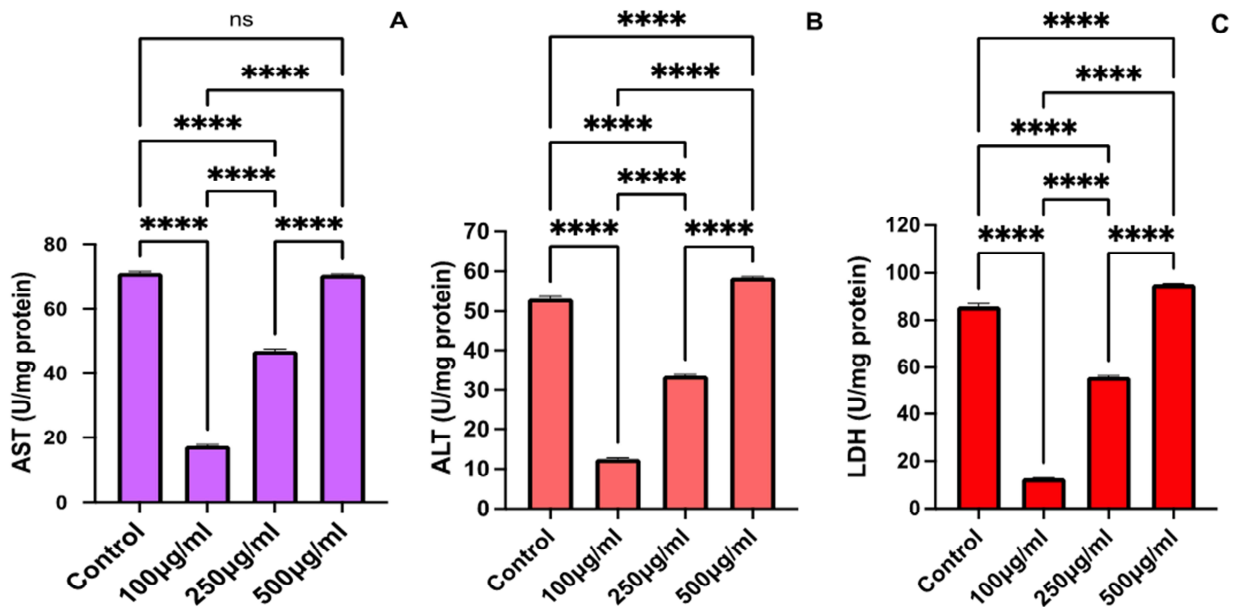 ns
A
****
****
****
****
****
80
60
40
20
0
AST (U/mg protein)
Control
100µg/ml
250µg/ml
500µg/ml
****
B
****
****
****
****
****
70
60
50
40
30
20
10
0
ALT (U/mg protein)
Control
100µg/ml
250µg/ml
500µg/ml
****
C
****
****
****
****
****
120
100
80
60
40
20
0
LDH (U/mg protein)
Control
100µg/ml
250µg/ml
500µg/ml